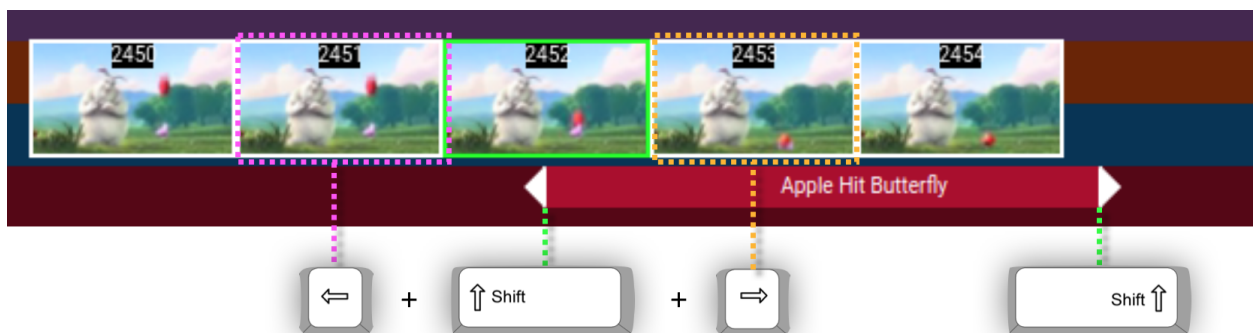 2450 2451 2452 2453 2454
Apple Hit Butterfly
⇦ + ⇧ Shift + ⇨ Shift ⇧